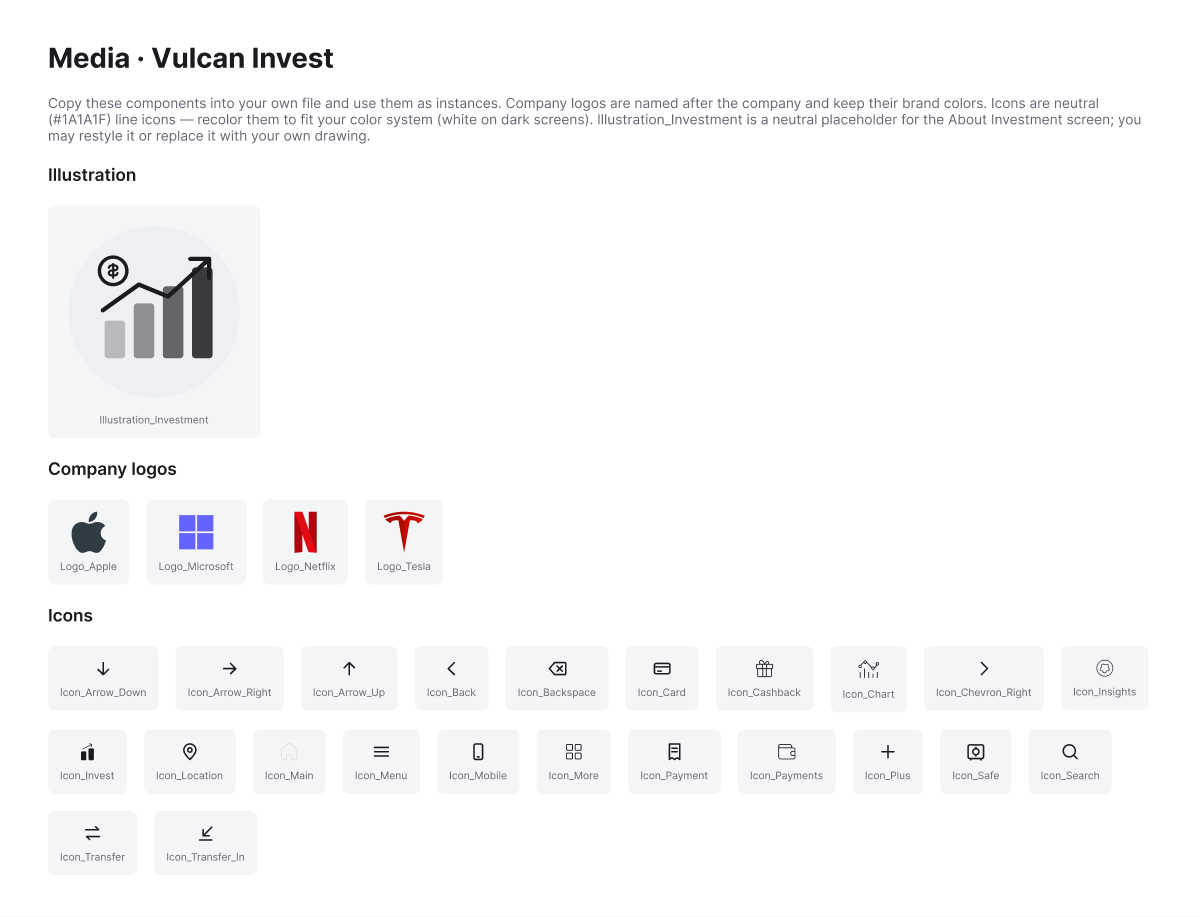 Media · Vulcan Invest
Copy these components into your own file and use them as instances. Company logos are named after the company and keep their brand colors. Icons are neutral
(#1A1A1F) line icons — recolor them to fit your color system (white on dark screens). Illustration_Investment is a neutral placeholder for the About Investment screen; you
may restyle it or replace it with your own drawing.
Illustration
Illustration_Investment
Company logos
Logo_Apple
Logo_Microsoft
Logo_Netflix
Logo_Tesla
Icons
Icon_Arrow_Down
Icon_Arrow_Right
Icon_Arrow_Up
Icon_Back
Icon_Backspace
Icon_Card
Icon_Cashback
Icon_Chart
Icon_Chevron_Right
Icon_Insights
Icon_Invest
Icon_Location
Icon_Main
Icon_Menu
Icon_Mobile
Icon_More
Icon_Payment
Icon_Payments
Icon_Plus
Icon_Safe
Icon_Search
Icon_Transfer
Icon_Transfer_In